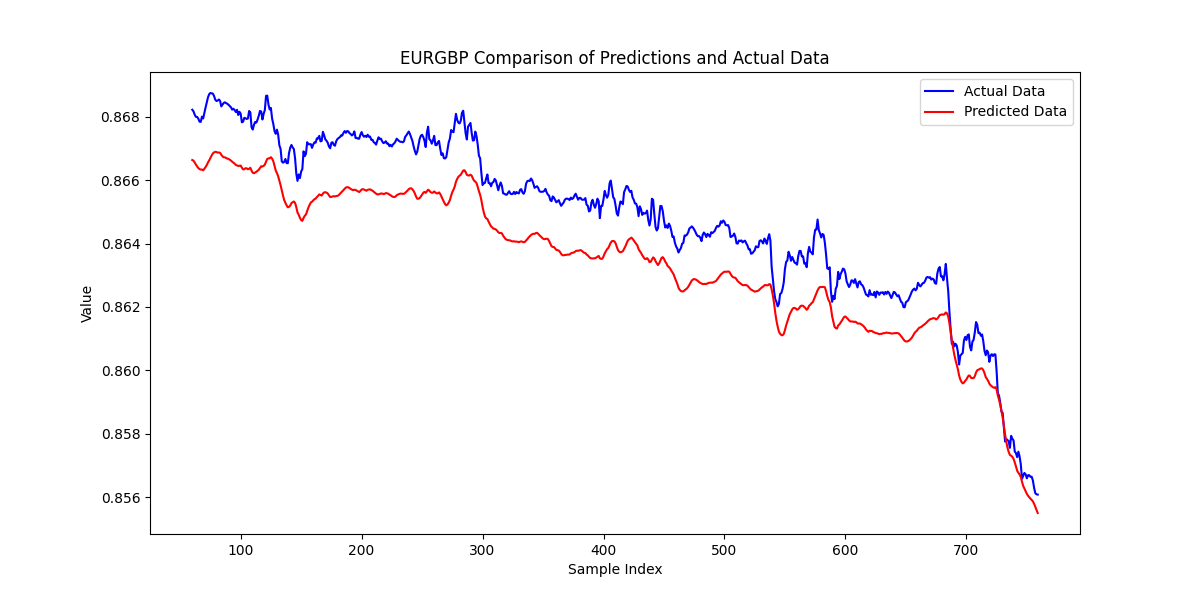 EURGBP Comparison of Predictions and Actual Data
Actual Data
Predicted Data
Value
0.868
0.866
0.864
0.862
0.860
0.858
0.856
100 200 300 400 500 600 700
Sample Index